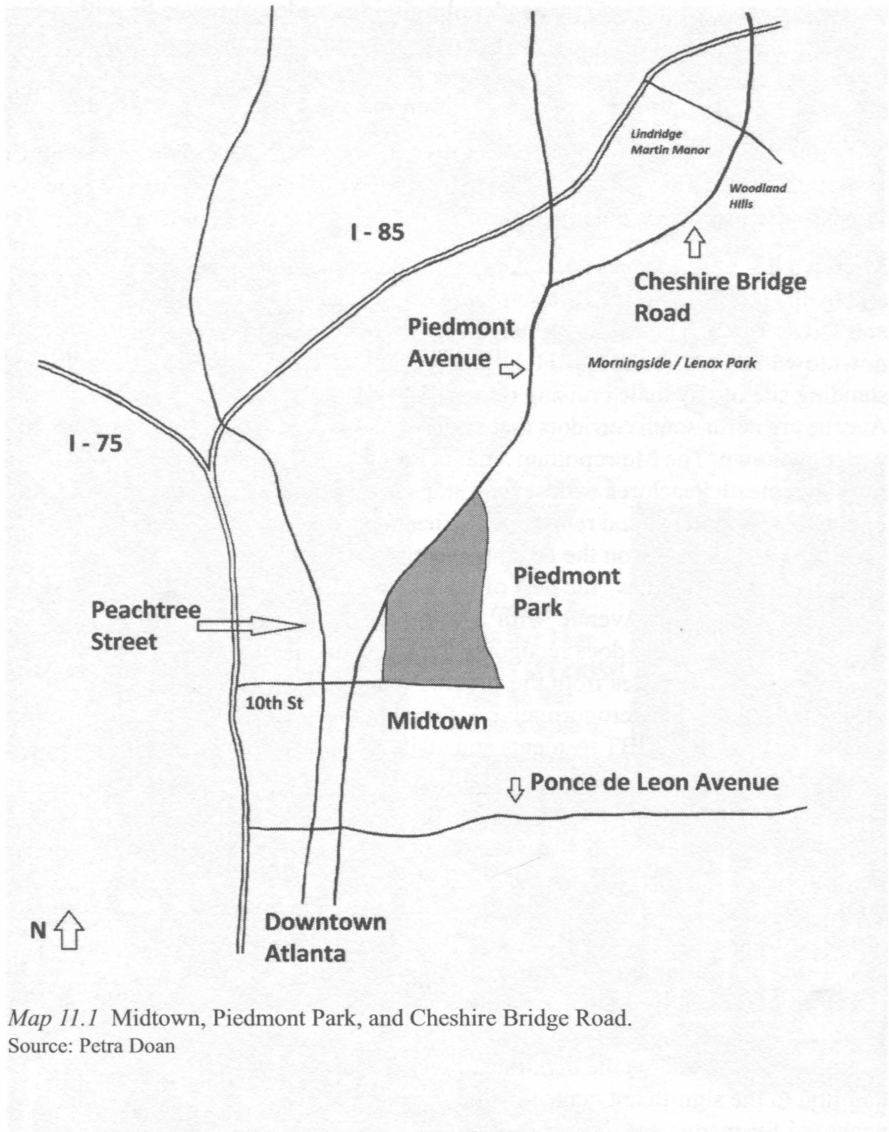 Lindridge
Martin Manor
Woodland
Hills
I - 85
Cheshire Bridge
Road
Piedmont
Avenue
Morningside / Lenox Park
I - 75
Piedmont
Park
Peachtree
Street
10th St
Midtown
Ponce de Leon Avenue
N
Downtown
Atlanta
Map 11.1 Midtown, Piedmont Park, and Cheshire Bridge Road.
Source: Petra Doan